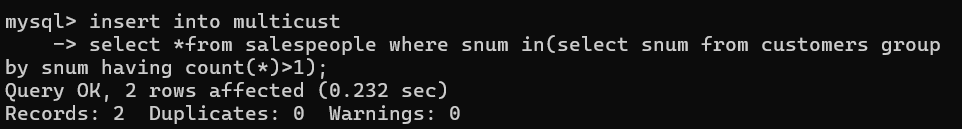 mysql> insert into multicust
    -> select *from salespeople where snum in(select snum from customers group
by snum having count(*)>1);
Query OK, 2 rows affected (0.232 sec)
Records: 2  Duplicates: 0  Warnings: 0